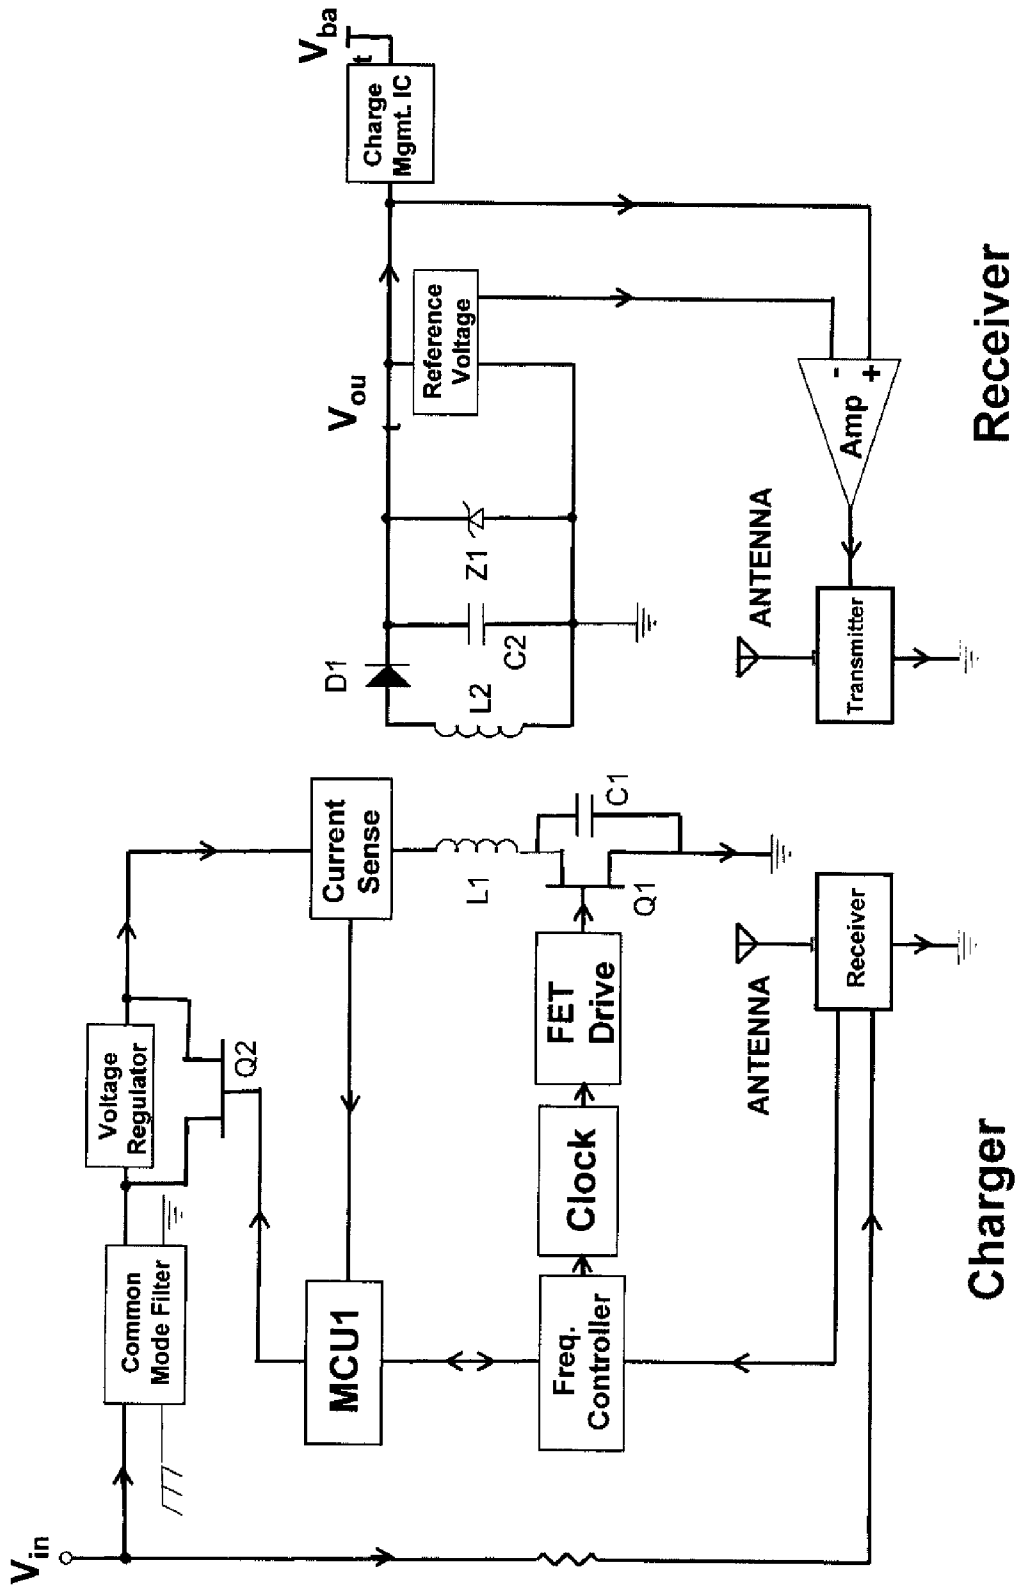 Vin
Common
Mode Filter
Voltage
Regulator
Q2
MCU1
Current
Sense
Freq.
Controller
Clock
FET
Drive
L1
Q1
C1
ANTENNA
Receiver
Charger
D1
L2
C2
Z1
Vou
t
Reference
Voltage
Charge
Mgmt. IC
Vba
t
-
+
Amp
ANTENNA
Transmitter
Receiver